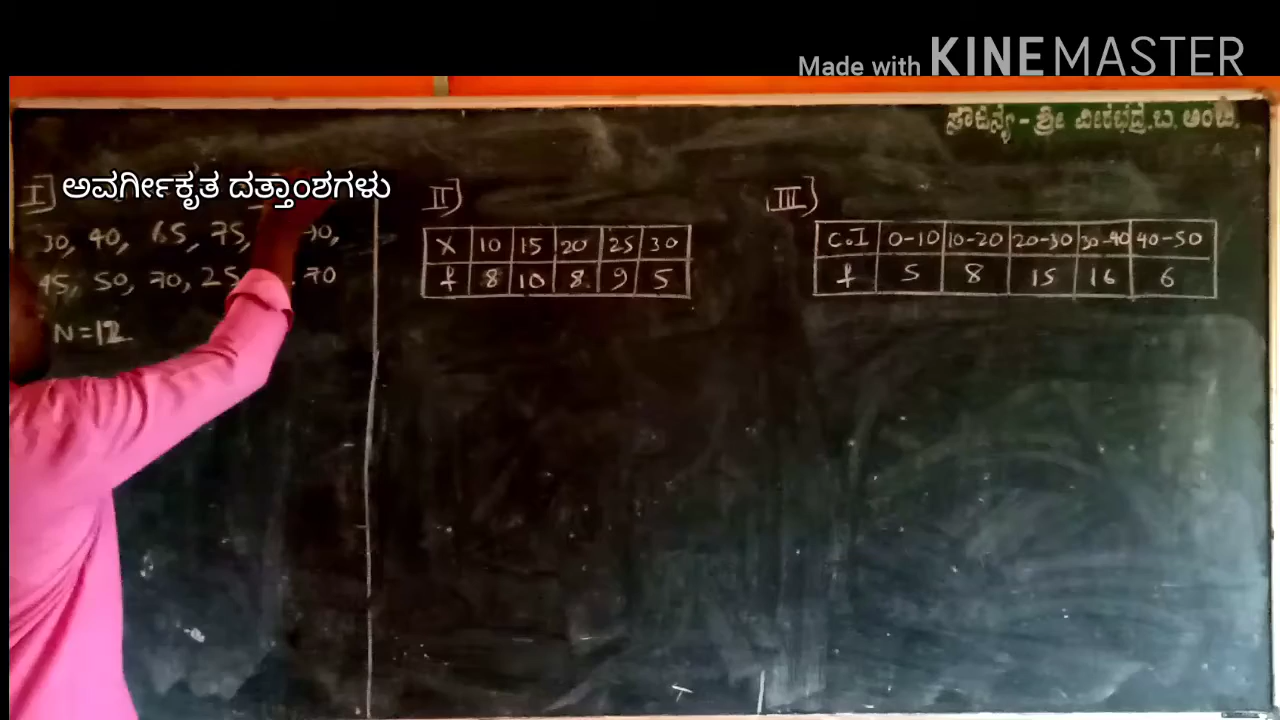 Made with KINEMASTER
ಸೌಜನ್ಯ - ಶ್ರೀ ವೀರಭದ್ರ.ಬ.
I] ಅವರ್ಗೀಕೃತ ದತ್ತಾಂಶಗಳು
30, 40, 65, 75,
45, 50, 70, 25 70
N = 12
II]
X 10 15 20 25 30
f 8 10 8 9 5
III]
C.I 0-10 10-20 20-30 30-40 40-50
f 5 8 15 16 6